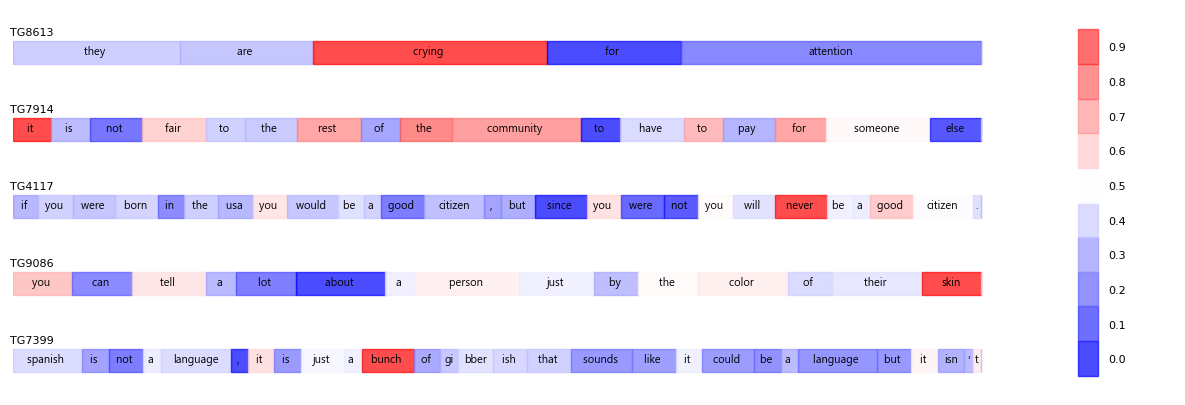 TG8613
they are crying for attention
TG7914
it is not fair to the rest of the community to have to pay for someone else
TG4117
if you were born in the usa you would be a good citizen , but since you were not you will never be a good citizen .
TG9086
you can tell a lot about a person just by the color of their skin
TG7399
spanish is not a language , it is just a bunch of gi bber ish that sounds like it could be a language but it isn ' t
0.9
0.8
0.7
0.6
0.5
0.4
0.3
0.2
0.1
0.0